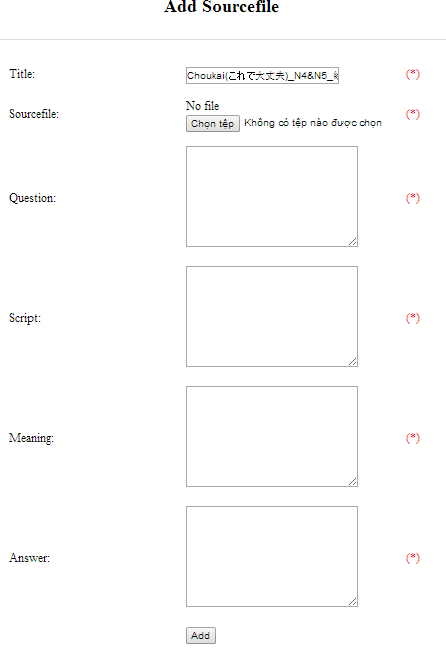 Add Sourcefile
Title: Choukai(これで大丈夫)_N4&N5_ (*)
Sourcefile: No file (*)
Chọn tệp Không có tệp nào được chọn
Question: (*)
Script: (*)
Meaning: (*)
Answer: (*)
Add